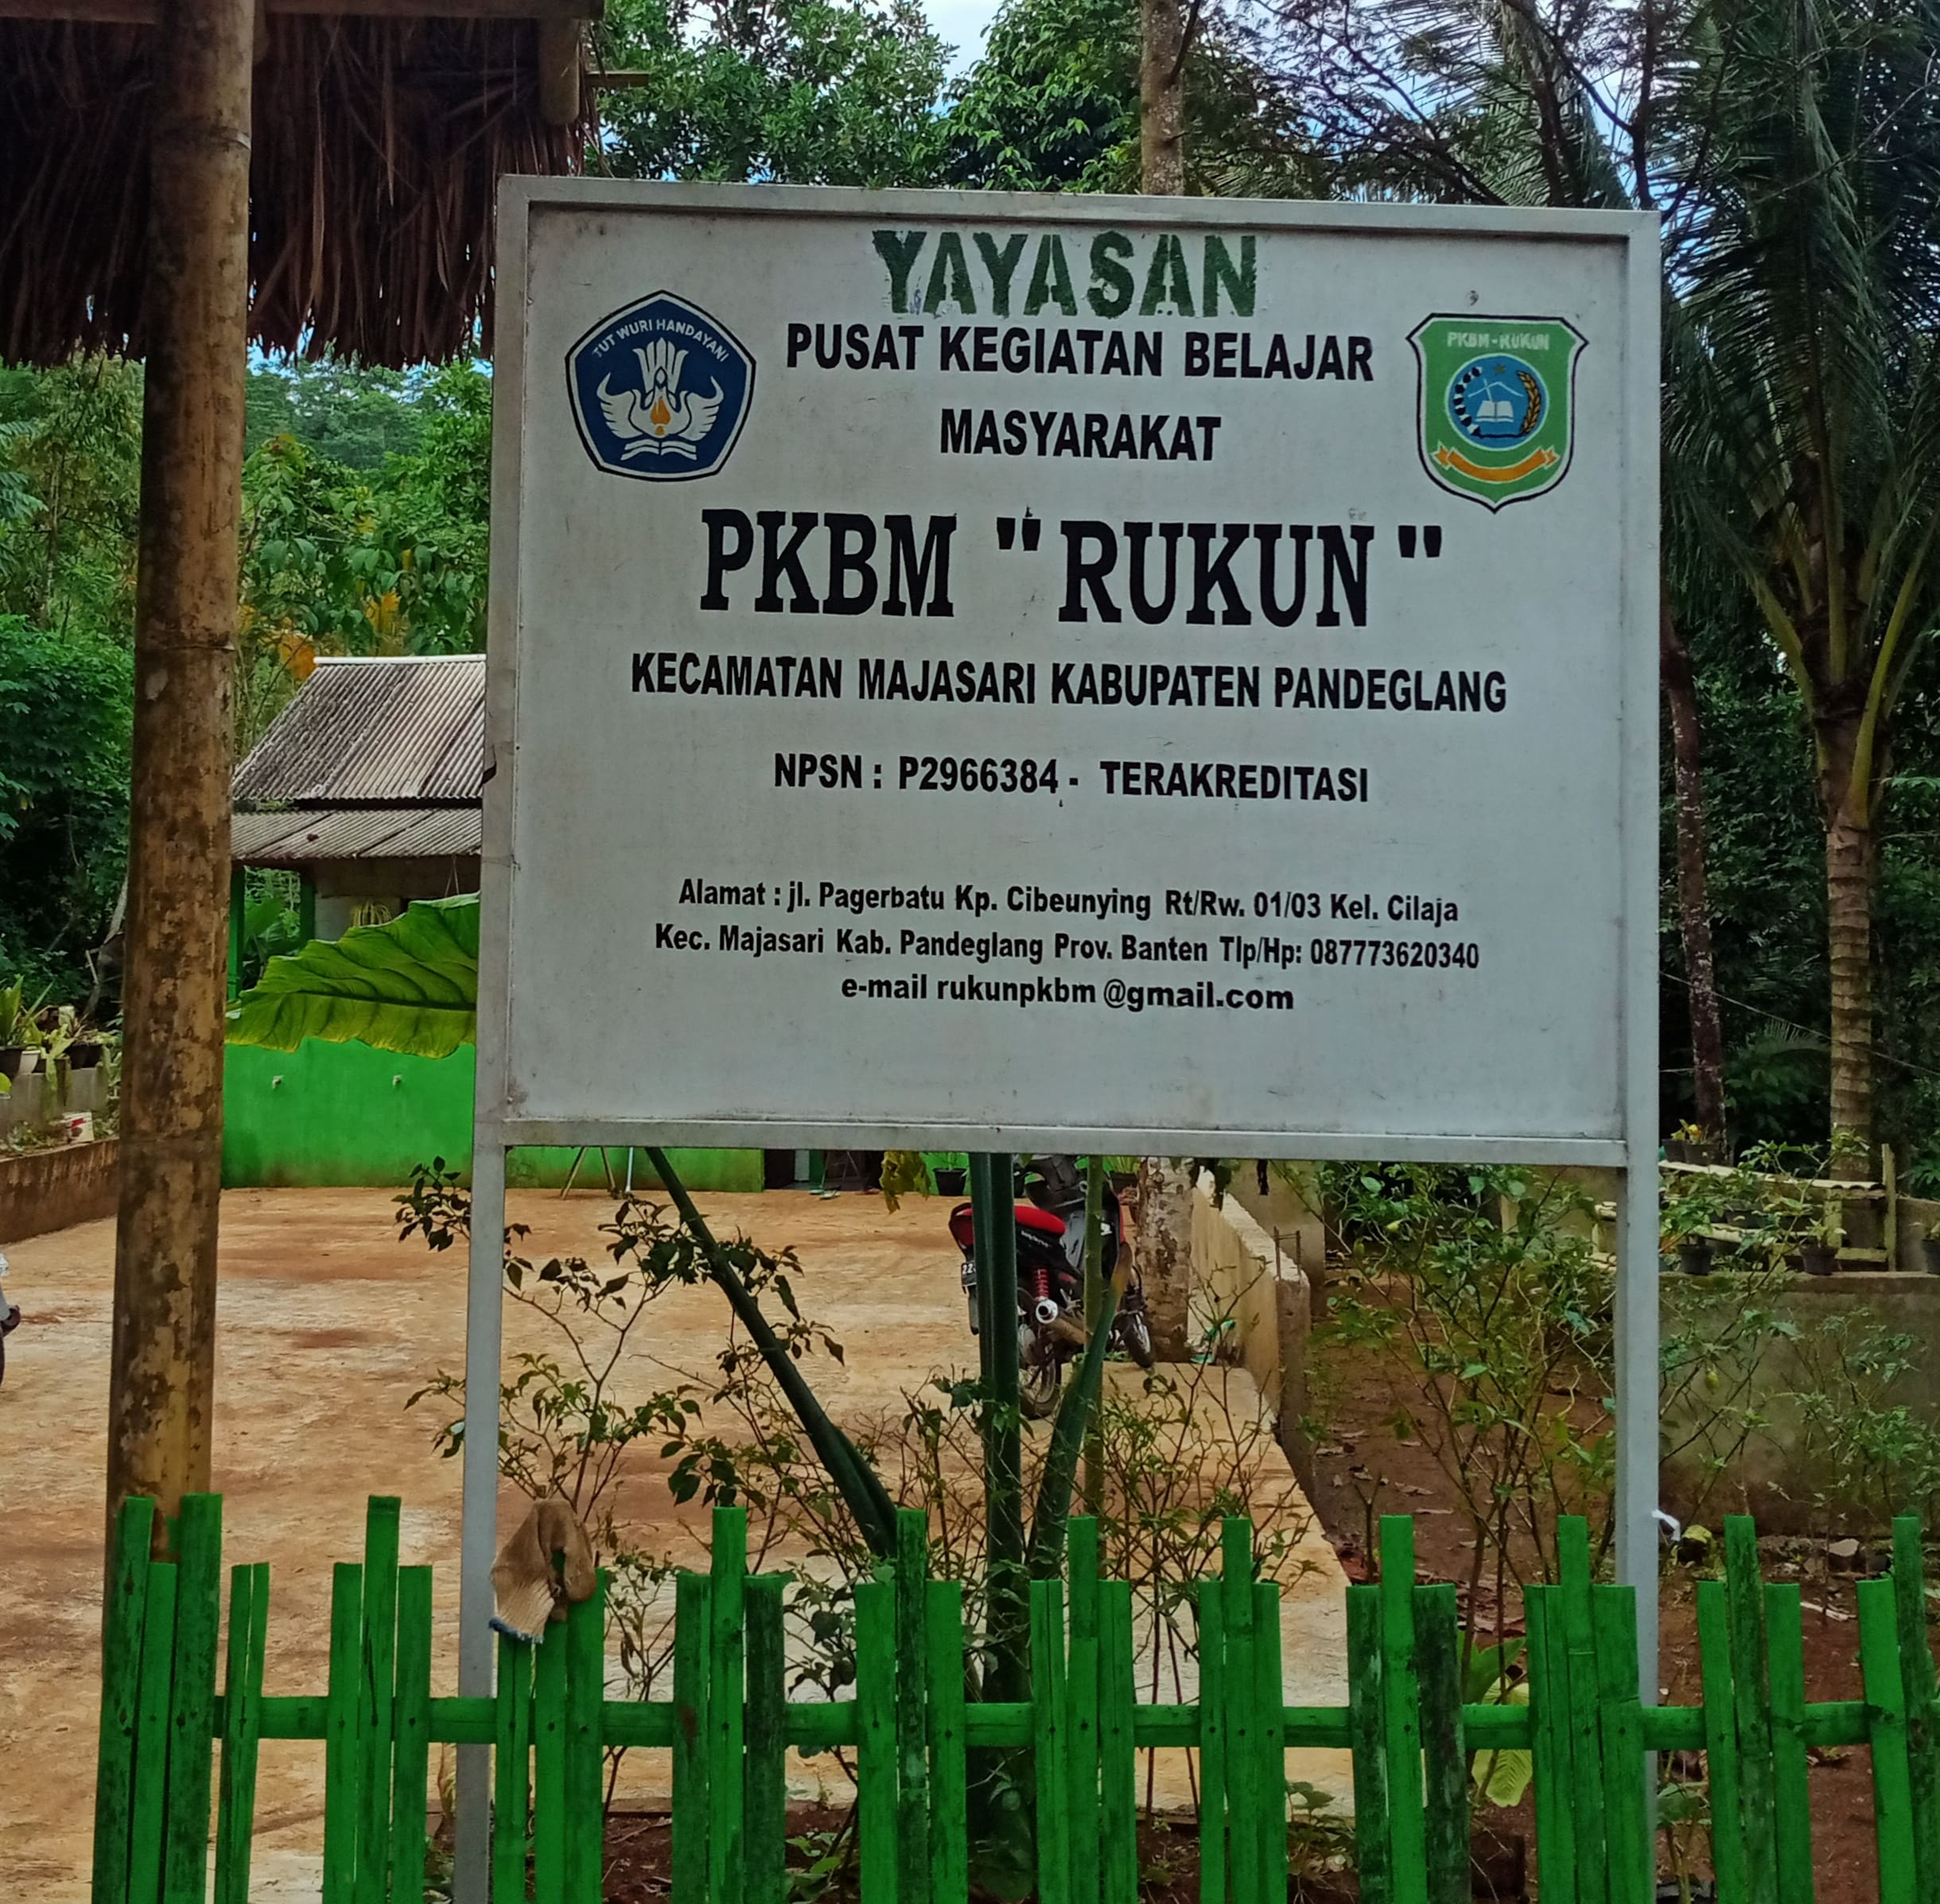 YAYASAN
TUT WURI HANDAYANI
PUSAT KEGIATAN BELAJAR
PKBM-RUKUN
MASYARAKAT
PKBM "RUKUN"
KECAMATAN MAJASARI KABUPATEN PANDEGLANG
NPSN : P2966384 - TERAKREDITASI
Alamat : jl. Pagerbatu Kp. Cibeunying Rt/Rw. 01/03 Kel. Cilaja
Kec. Majasari Kab. Pandeglang Prov. Banten Tlp/Hp: 087773620340
e-mail rukunpkbm@gmail.com